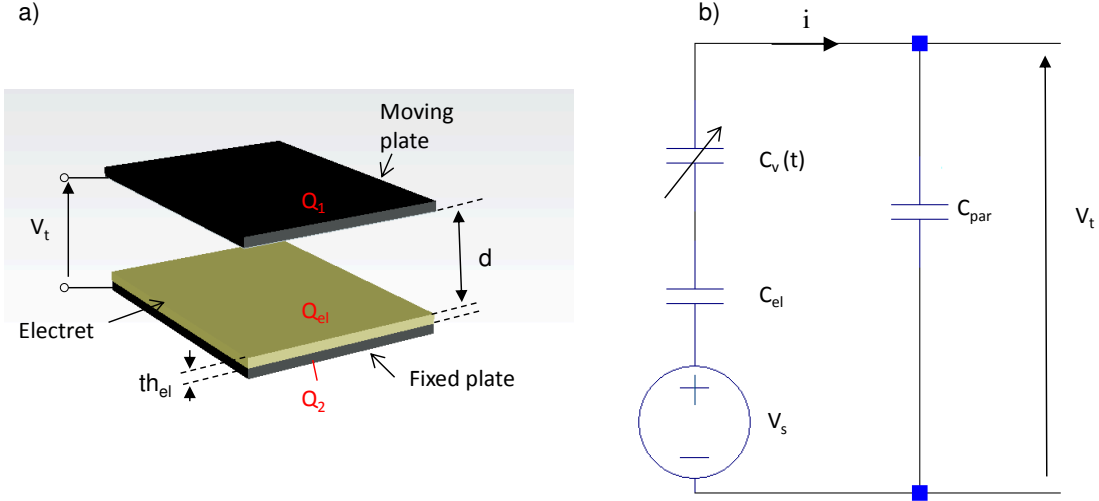 a)
Moving
plate
Q1
Vt
d
Qel
Electret
thel
Fixed plate
Q2
b)
i
Cv(t)
Cpar
Vt
Cel
Vs